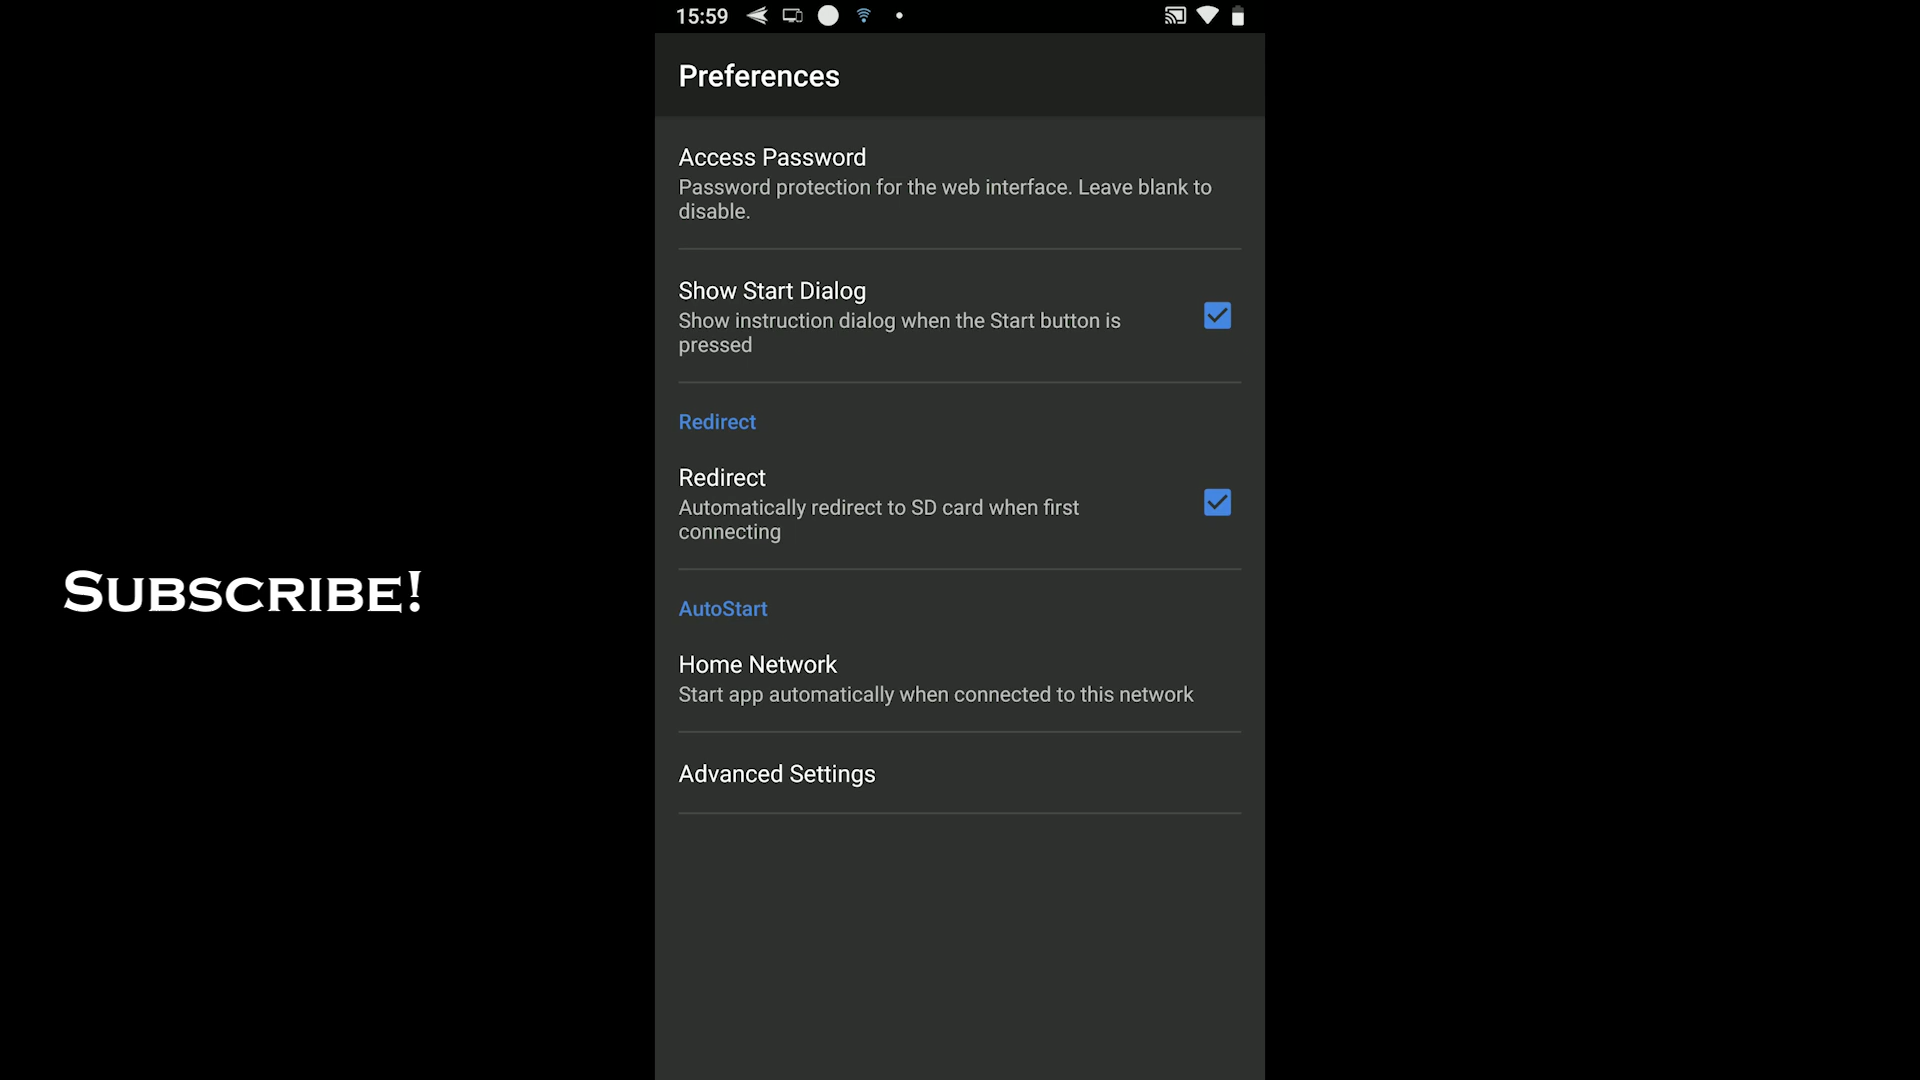 15:59
Preferences
Access Password
Password protection for the web interface. Leave blank to
disable.
Show Start Dialog
Show instruction dialog when the Start button is
pressed
Redirect
Redirect
Automatically redirect to SD card when first
connecting
Subscribe!
AutoStart
Home Network
Start app automatically when connected to this network
Advanced Settings